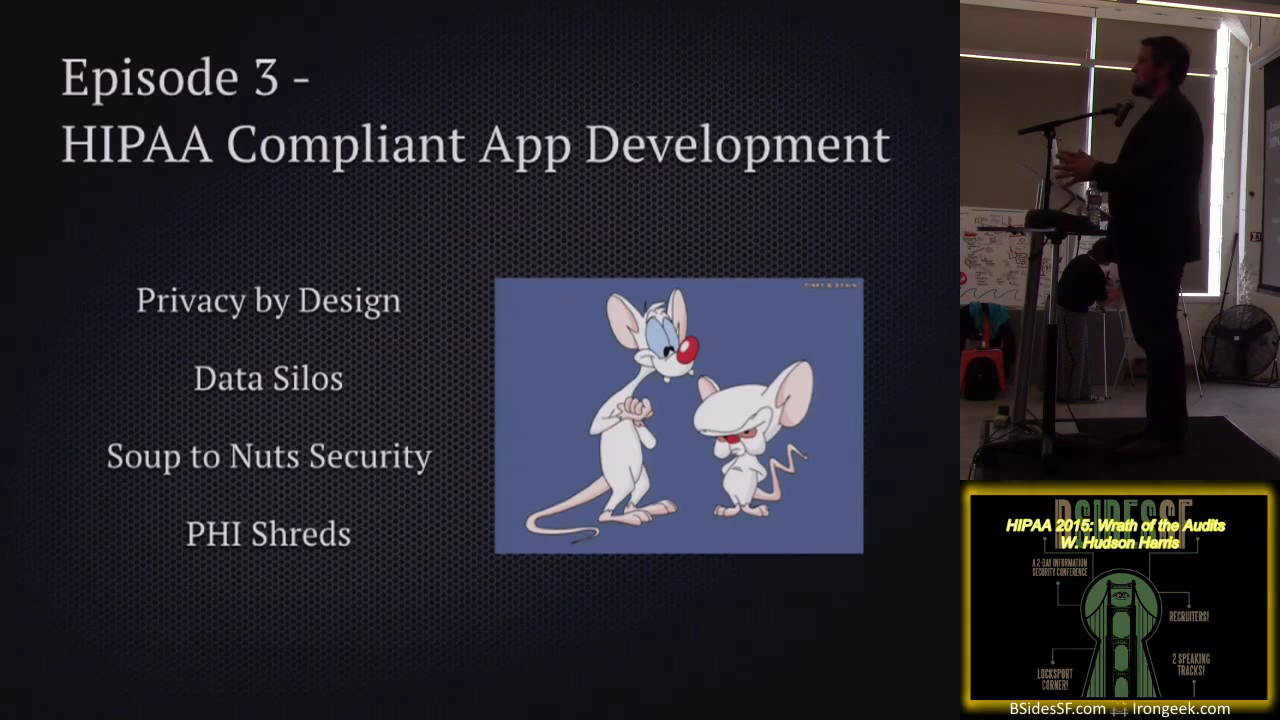 Episode 3 -
HIPAA Compliant App Development
Privacy by Design
Data Silos
Soup to Nuts Security
PHI Shreds
BSIDESSF
HIPAA 2015: Wrath of the Audits
W. Hudson Harris
A 2-DAY INFORMATION
SECURITY CONFERENCE
RECRUITERS!
LOCKSPORT
CORNER!
2 SPEAKING
TRACKS!
BSidesSF.com Irongeek.com